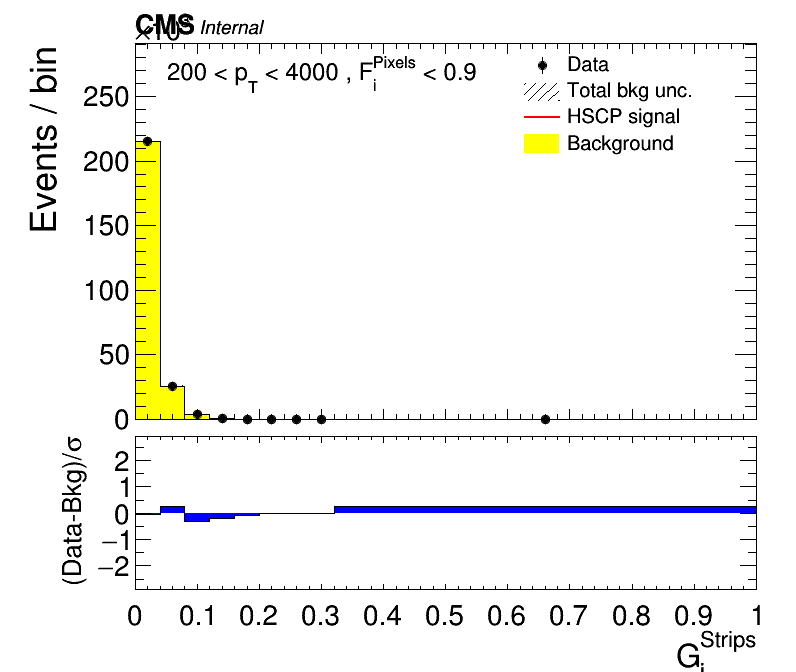 CMS Internal
×10³
200 < p_T < 4000 , F_i^Pixels < 0.9
Data
Total bkg unc.
HSCP signal
Background
Events / bin
250
200
150
100
50
0
(Data-Bkg)/σ
2
1
0
−1
−2
0 0.1 0.2 0.3 0.4 0.5 0.6 0.7 0.8 0.9 1
G_i^Strips